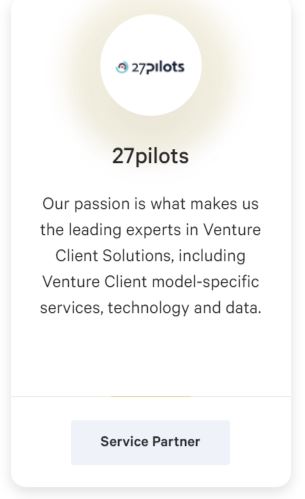 27pilots
27pilots
Our passion is what makes us
the leading experts in Venture
Client Solutions, including
Venture Client model-specific
services, technology and data.
Service Partner